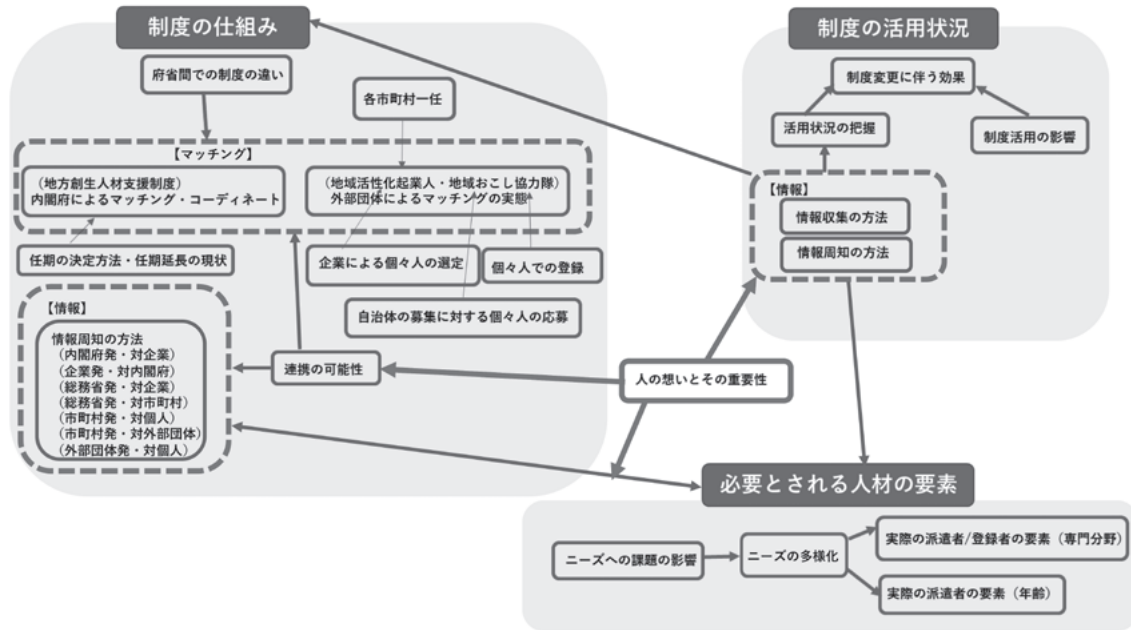 制度の仕組み
府省間での制度の違い
各市町村一任
【マッチング】
（地方創生人材支援制度）
内閣府によるマッチング・コーディネート
（地域活性化起業人・地域おこし協力隊）
外部団体によるマッチングの実態
任期の決定方法・任期延長の現状
企業による個々人の選定
個々人での登録
自治体の募集に対する個々人の応募
【情報】
情報周知の方法
（内閣府発・対企業）
（企業発・対内閣府）
（総務省発・対企業）
（総務省発・対市町村）
（市町村発・対個人）
（市町村発・対外部団体）
（外部団体発・対個人）
連携の可能性
人の想いとその重要性
制度の活用状況
制度変更に伴う効果
活用状況の把握
制度活用の影響
【情報】
情報収集の方法
情報周知の方法
必要とされる人材の要素
ニーズへの課題の影響
ニーズの多様化
実際の派遣者/登録者の要素（専門分野）
実際の派遣者の要素（年齢）